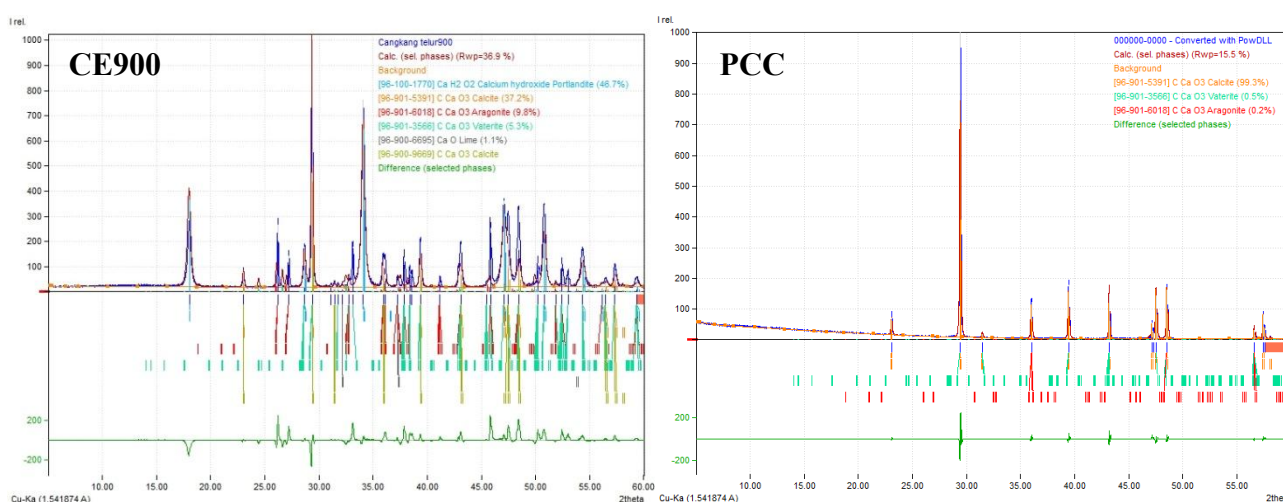 I rel.
CE900
1000
900
800
700
600
500
400
300
200
100
Cangkang telur900
Calc. (sel. phases) (Rwp=36.9 %)
Background
[96-100-1770] Ca H2 O2 Calcium hydroxide Portlandite (46.7%)
[96-901-5391] C Ca O3 Calcite (37.2%)
[96-901-6018] C Ca O3 Aragonite (9.8%)
[96-901-3566] C Ca O3 Vaterite (5.3%)
[96-900-6695] Ca O Lime (1.1%)
[96-900-9669] C Ca O3 Calcite
Difference (selected phases)
200
-200
10.00 15.00 20.00 25.00 30.00 35.00 40.00 45.00 50.00 55.00 60.00
Cu-Ka (1.541874 A) 2theta
I rel.
PCC
1000
900
800
700
600
500
400
300
200
100
000000-0000 - Converted with PowDLL
Calc. (sel. phases) (Rwp=15.5 %)
Background
[96-901-5391] C Ca O3 Calcite (99.3%)
[96-901-3566] C Ca O3 Vaterite (0.5%)
[96-901-6018] C Ca O3 Aragonite (0.2%)
Difference (selected phases)
200
-200
10.00 15.00 20.00 25.00 30.00 35.00 40.00 45.00 50.00 55.00
Cu-Ka (1.541874 A) 2theta